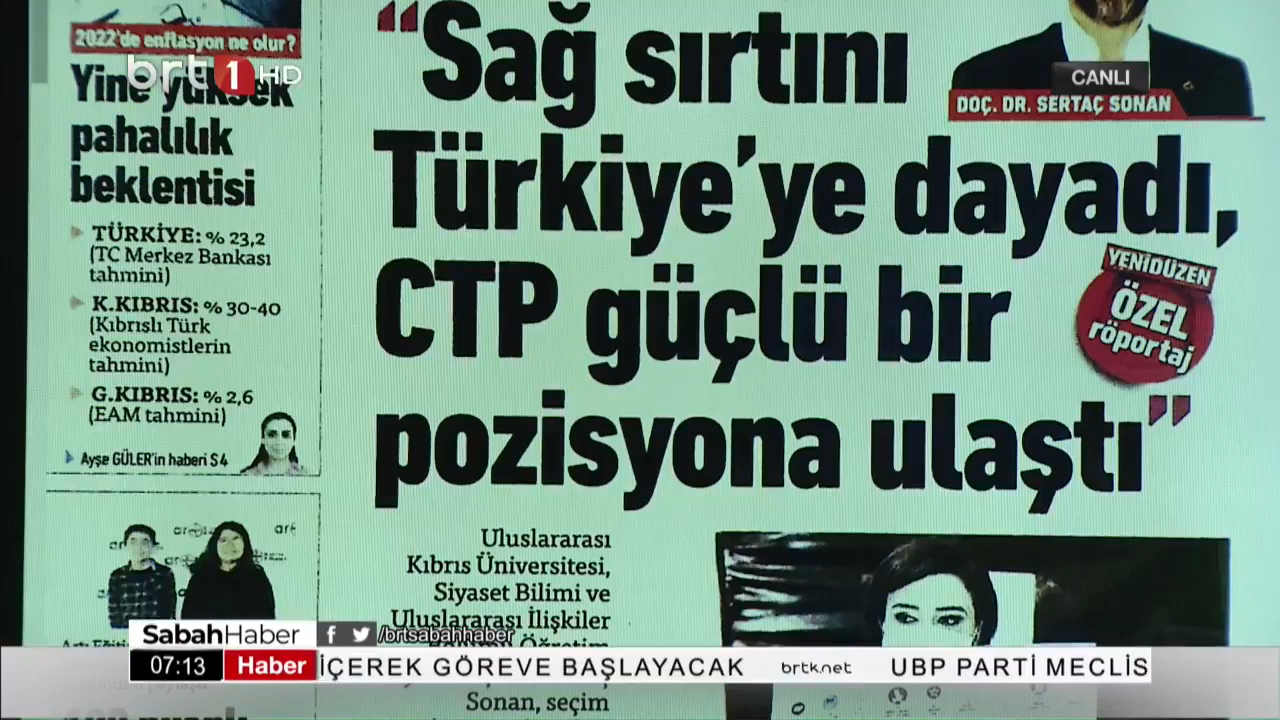 2022'de enflasyon ne olur?
Yine yüksek
pahalılık
beklentisi
TÜRKİYE: % 23,2
(TC Merkez Bankası
tahmini)
K.KIBRIS: % 30-40
(Kıbrıslı Türk
ekonomistlerin
tahmini)
G.KIBRIS: % 2,6
(EAM tahmini)
Ayşe GÜLER'in haberi S4
brt 1 HD
CANLI
DOÇ. DR. SERTAÇ SONAN
"Sağ sırtını
Türkiye'ye dayadı,
CTP güçlü bir
pozisyona ulaştı"
YENİDÜZEN
ÖZEL
röportaj
Uluslararası
Kıbrıs Üniversitesi,
Siyaset Bilimi ve
Uluslararası İlişkiler
Sonan, seçim
SabahHaber
/brtsabahhaber
07:13 Haber İÇEREK GÖREVE BAŞLAYACAK brtk.net UBP PARTİ MECLİS